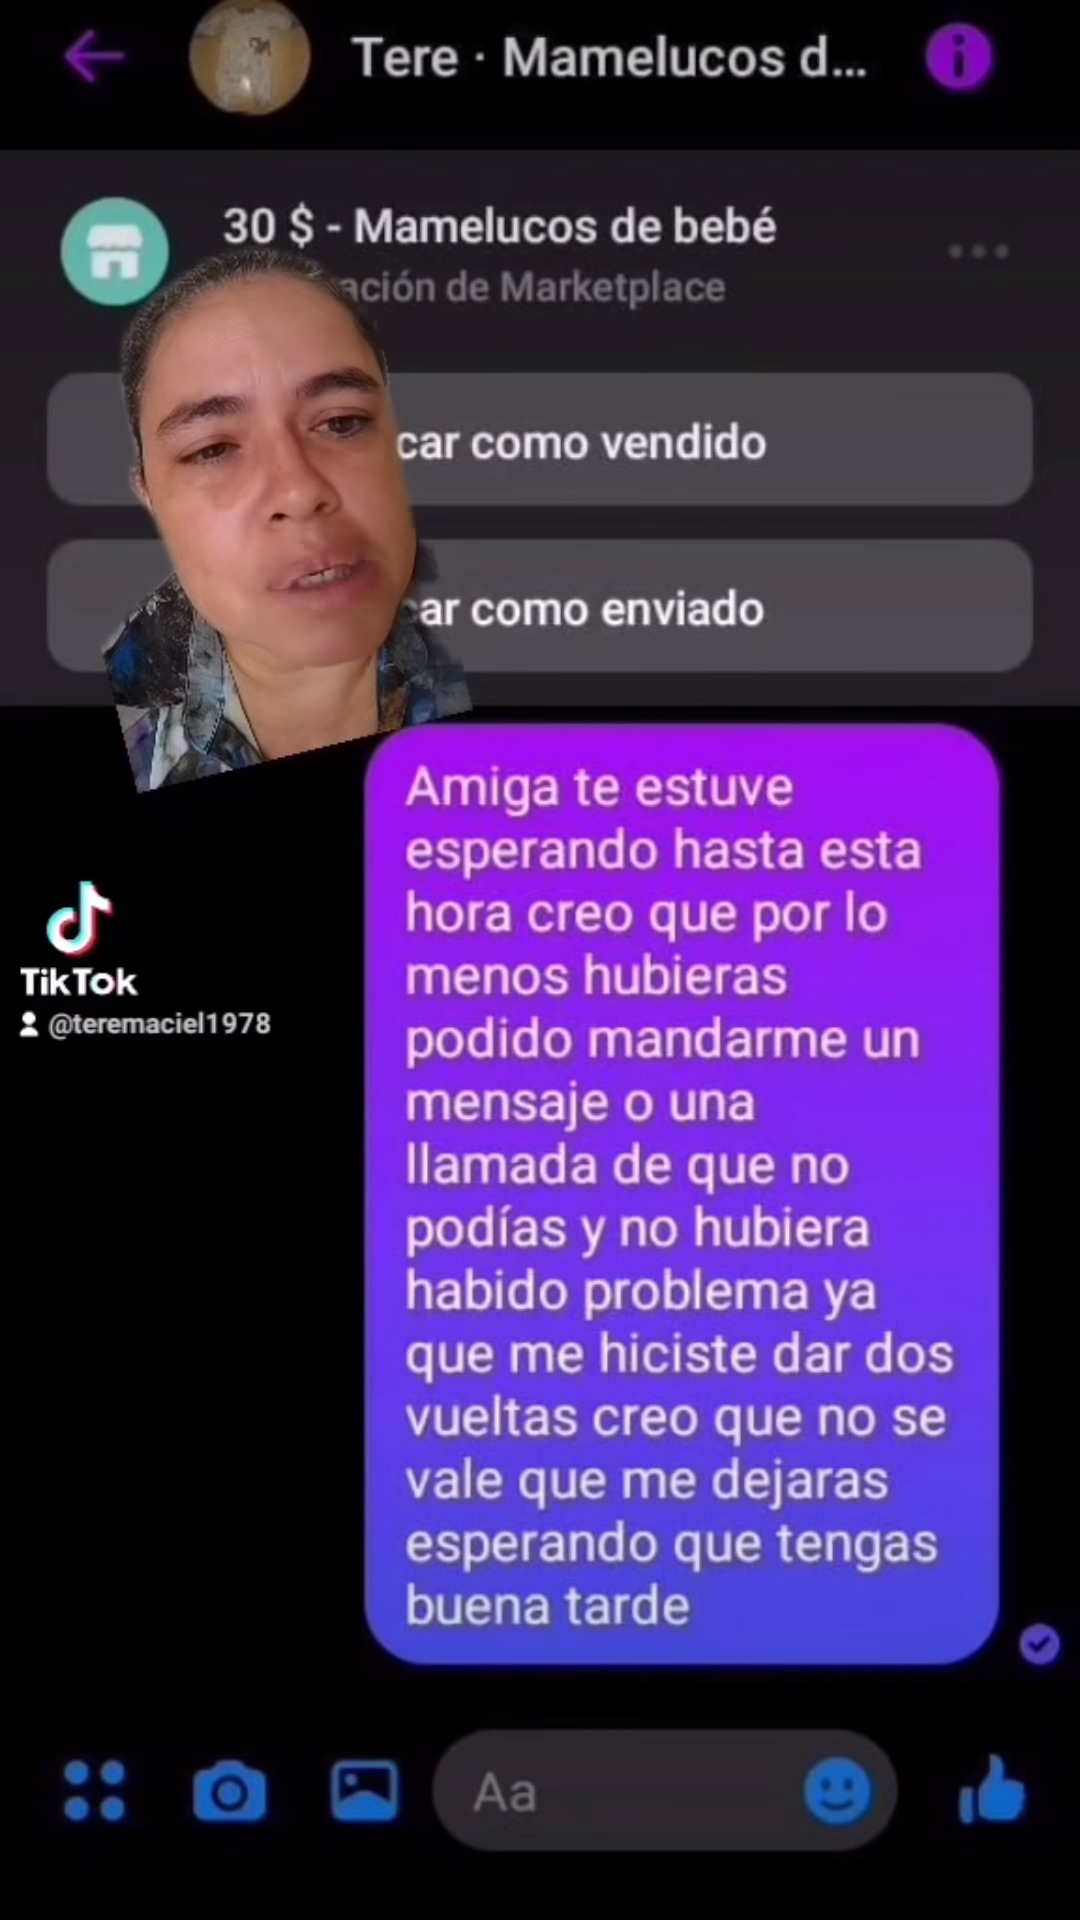 Tere · Mamelucos d...
30 $ - Mamelucos de bebé
ación de Marketplace
car como vendido
ar como enviado
Amiga te estuve
esperando hasta esta
hora creo que por lo
menos hubieras
podido mandarme un
mensaje o una
llamada de que no
podías y no hubiera
habido problema ya
que me hiciste dar dos
vueltas creo que no se
vale que me dejaras
esperando que tengas
buena tarde
TikTok
@teremaciel1978
Aa